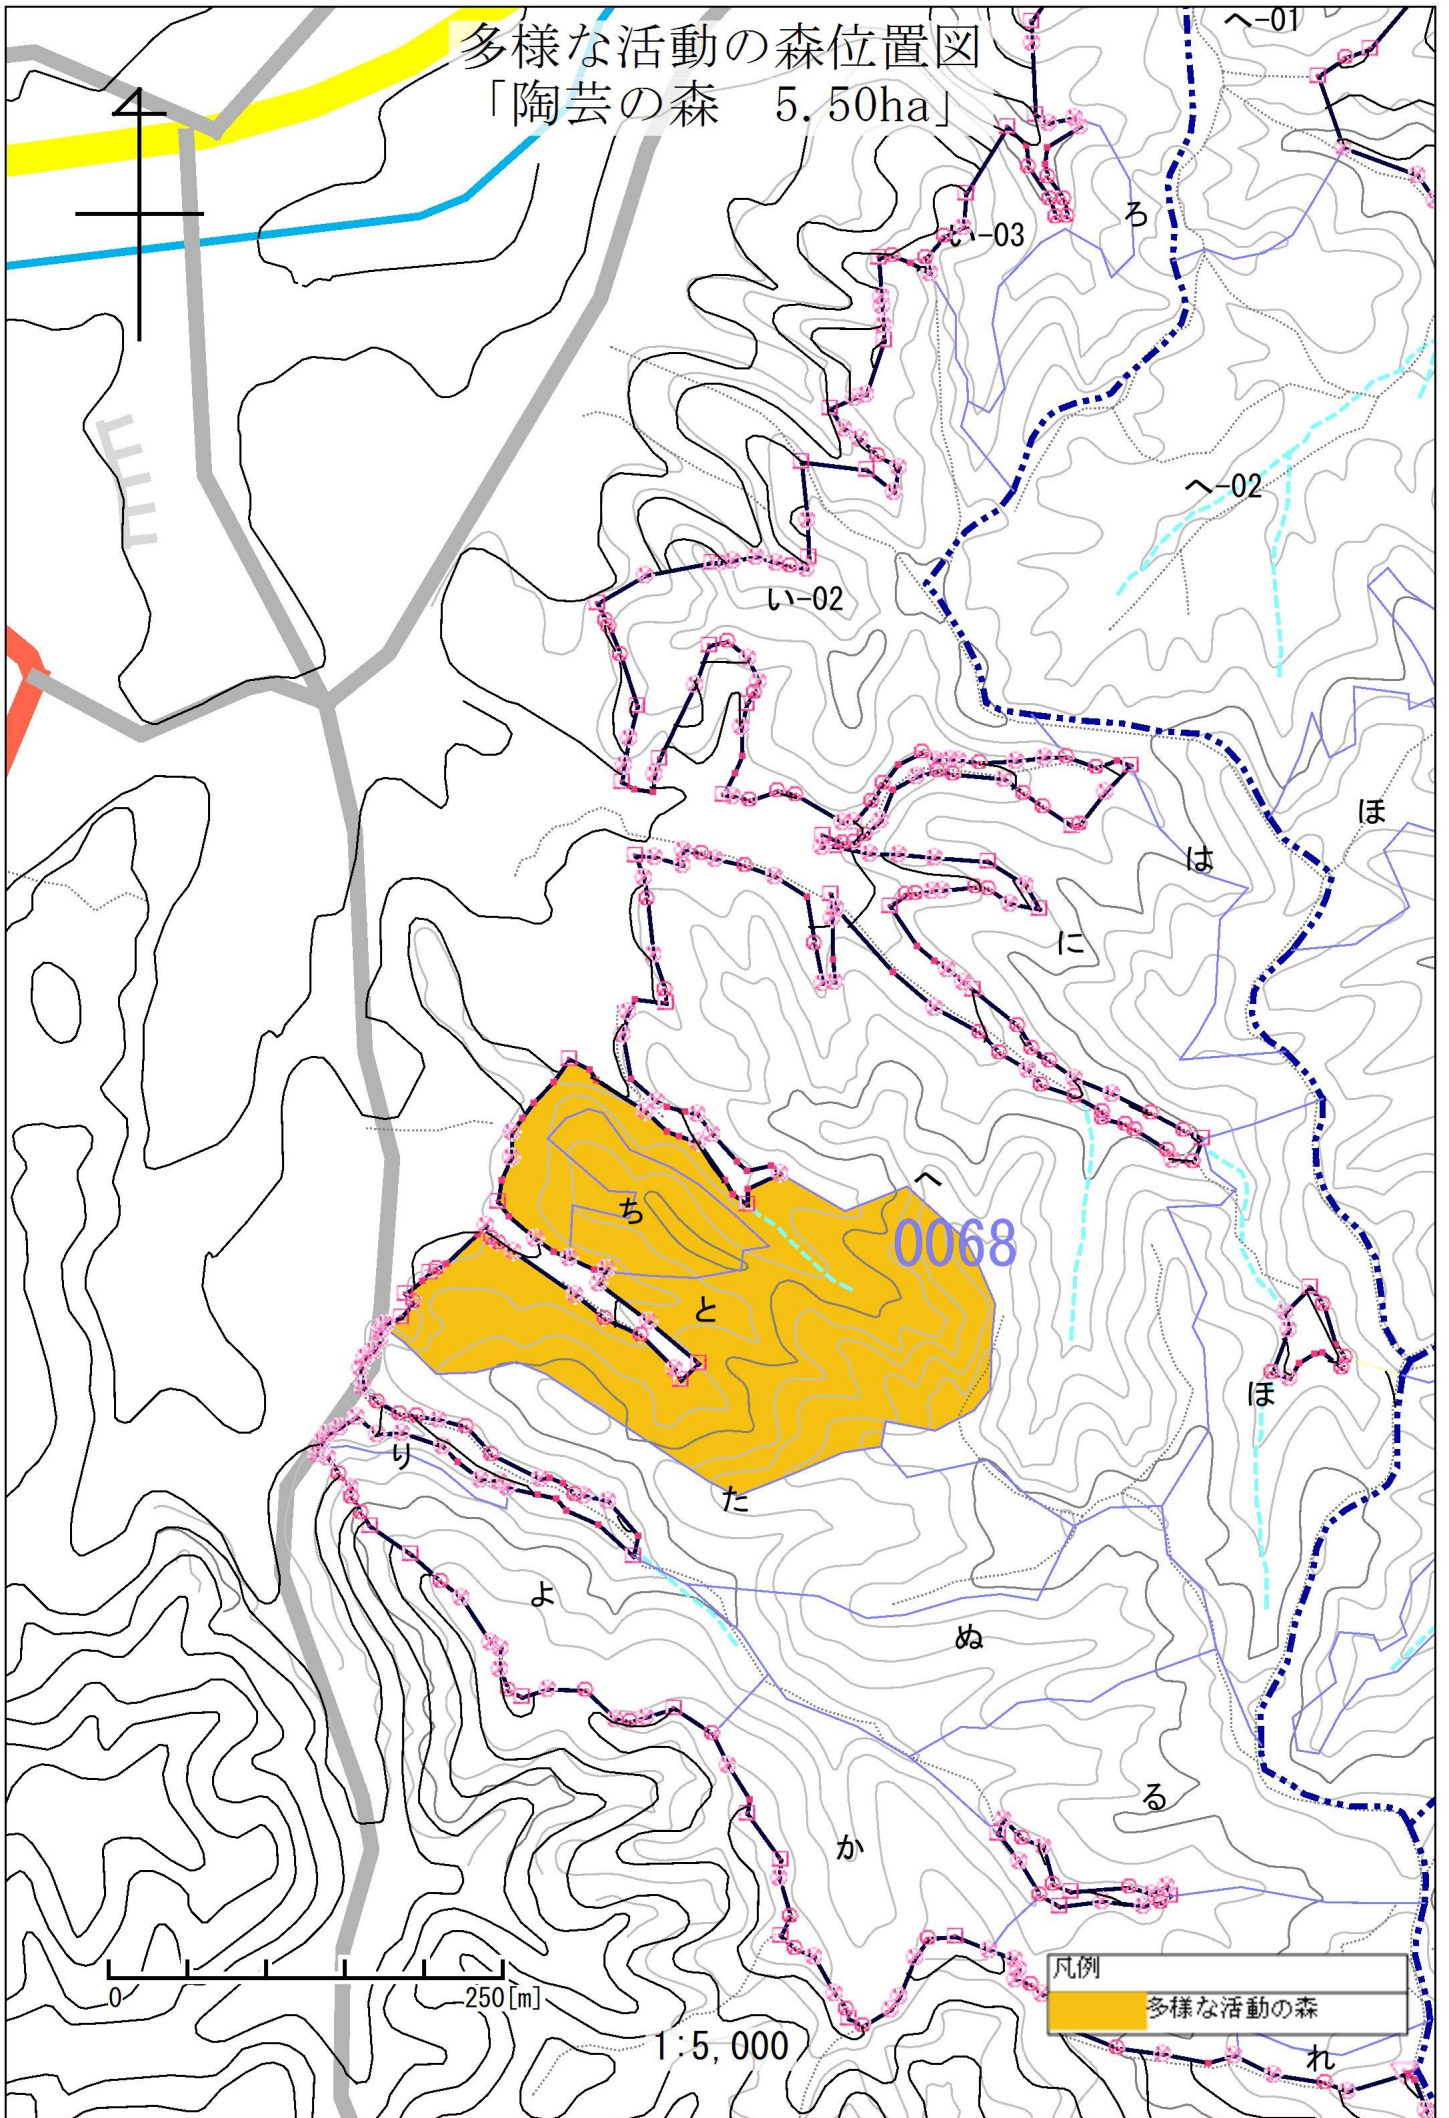 多様な活動の森位置図
「陶芸の森　5.50ha」
へ-01
ろ
い-03
へ-02
い-02
ほ
は
に
へ
ち
0068
と
ほ
り
た
よ
ぬ
る
か
凡例
多様な活動の森
0
250[m]
1:5,000
れ